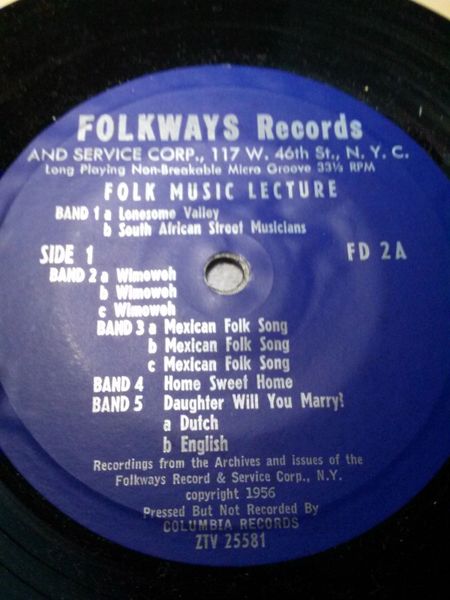 FOLKWAYS Records
AND SERVICE CORP., 117 W. 46th St., N. Y. C.
Long Playing Non-Breakable Micro Groove 33⅓ RPM
FOLK MUSIC LECTURE
BAND 1 a Lonesome Valley
b South African Street Musicians
SIDE 1 FD 2A
BAND 2 a Wimoweh
b Wimoweh
c Wimoweh
BAND 3 a Mexican Folk Song
b Mexican Folk Song
c Mexican Folk Song
BAND 4 Home Sweet Home
BAND 5 Daughter Will You Marry?
a Dutch
b English
Recordings from the Archives and issues of the
Folkways Record & Service Corp., N.Y.
copyright 1956
Pressed But Not Recorded By
COLUMBIA RECORDS
ZTV 25581